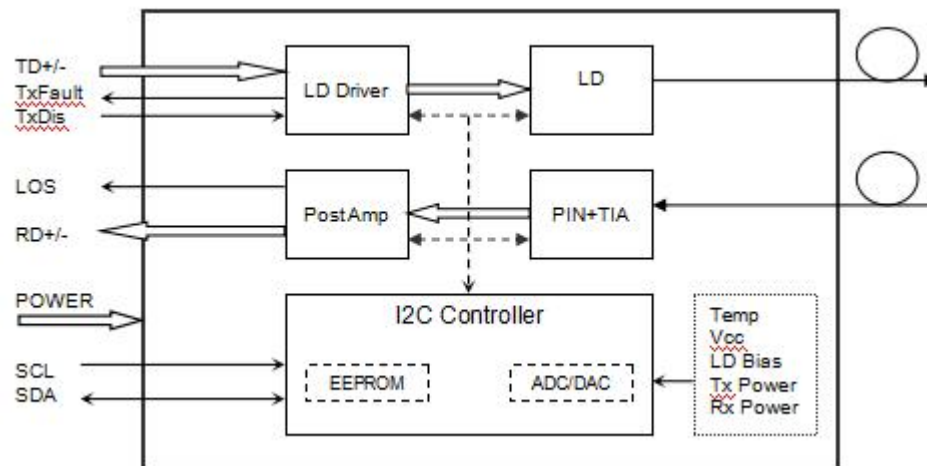 TD+/-
TxFault
TxDis
LD Driver
LD
LOS
RD+/-
PostAmp
PIN+TIA
POWER
SCL
SDA
I2C Controller
EEPROM
ADC/DAC
Temp
Vcc
LD Bias
Tx Power
Rx Power